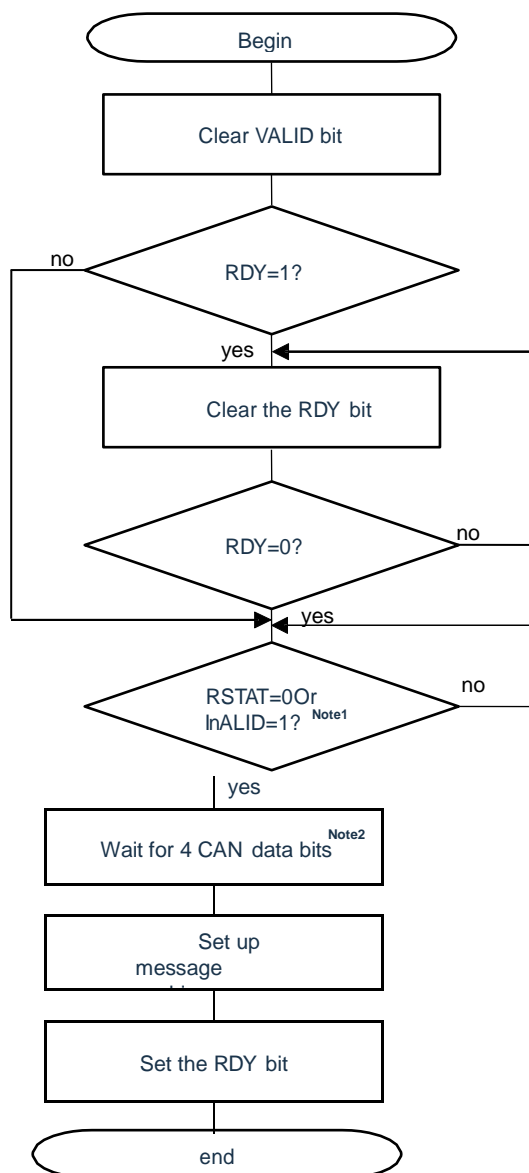 Begin
Clear VALID bit
RDY=1?
no
yes
Clear the RDY bit
RDY=0?
no
yes
RSTAT=0Or
InALID=1? Note1
no
yes
Wait for 4 CAN data bits Note2
Set up
message
Set the RDY bit
end